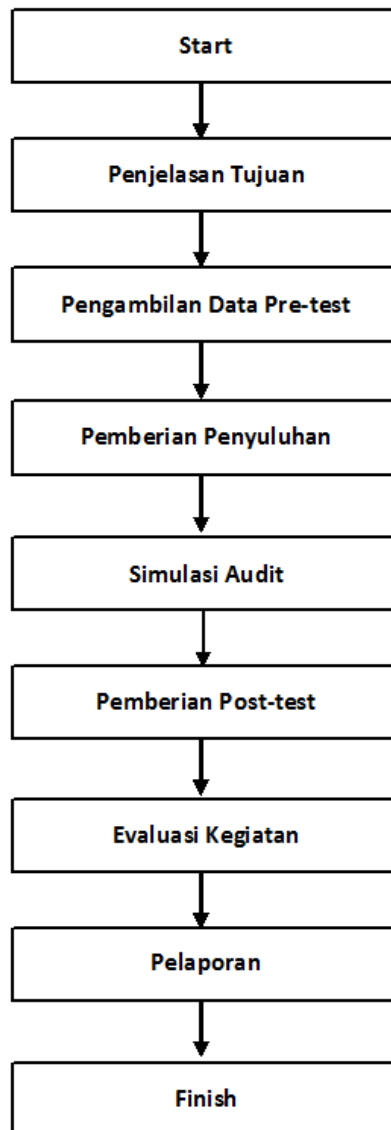 Start
Penjelasan Tujuan
Pengambilan Data Pre-test
Pemberian Penyuluhan
Simulasi Audit
Pemberian Post-test
Evaluasi Kegiatan
Pelaporan
Finish